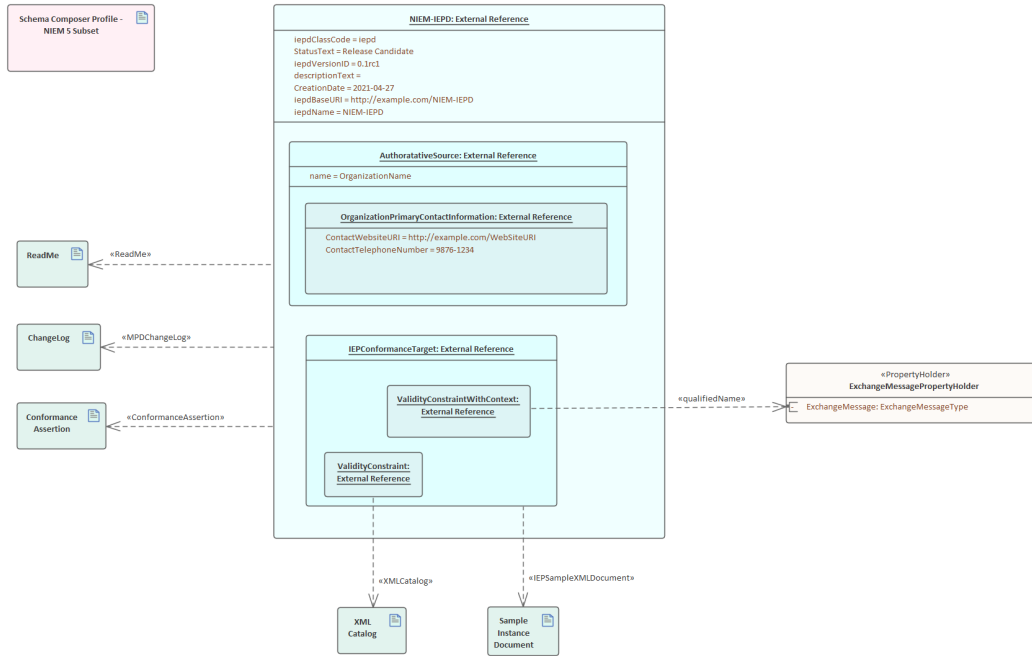 Schema Composer Profile -
NIEM 5 Subset
NIEM-IEPD: External Reference
iepdClassCode = iepd
StatusText = Release Candidate
iepdVersionID = 0.1rc1
descriptionText =
CreationDate = 2021-04-27
iepdBaseURI = http://example.com/NIEM-IEPD
iepdName = NIEM-IEPD
AuthoratativeSource: External Reference
name = OrganizationName
OrganizationPrimaryContactInformation: External Reference
ContactWebsiteURI = http://example.com/WebSiteURI
ContactTelephoneNumber = 9876-1234
ReadMe
«ReadMe»
ChangeLog
«MPDChangeLog»
Conformance
Assertion
«ConformanceAssertion»
IEPConformanceTarget: External Reference
ValidityConstraintWithContext:
External Reference
«qualifiedName»
«PropertyHolder»
ExchangeMessagePropertyHolder
ExchangeMessage: ExchangeMessageType
ValidityConstraint:
External Reference
«XMLCatalog»
«IEPSampleXMLDocument»
XML
Catalog
Sample
Instance
Document